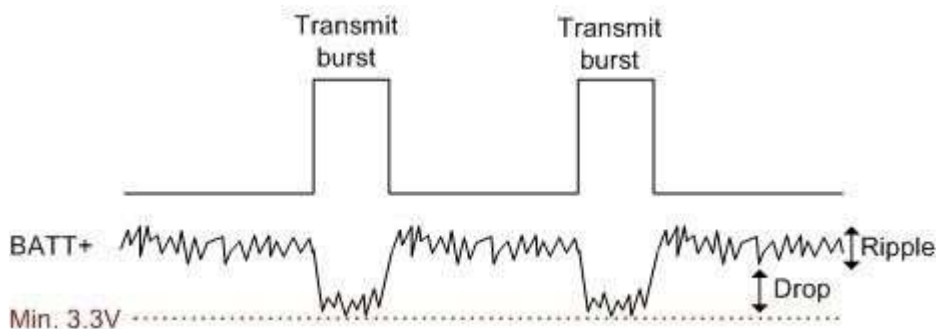 Transmit
burst
Transmit
burst
BATT+
Ripple
Drop
Min. 3.3V